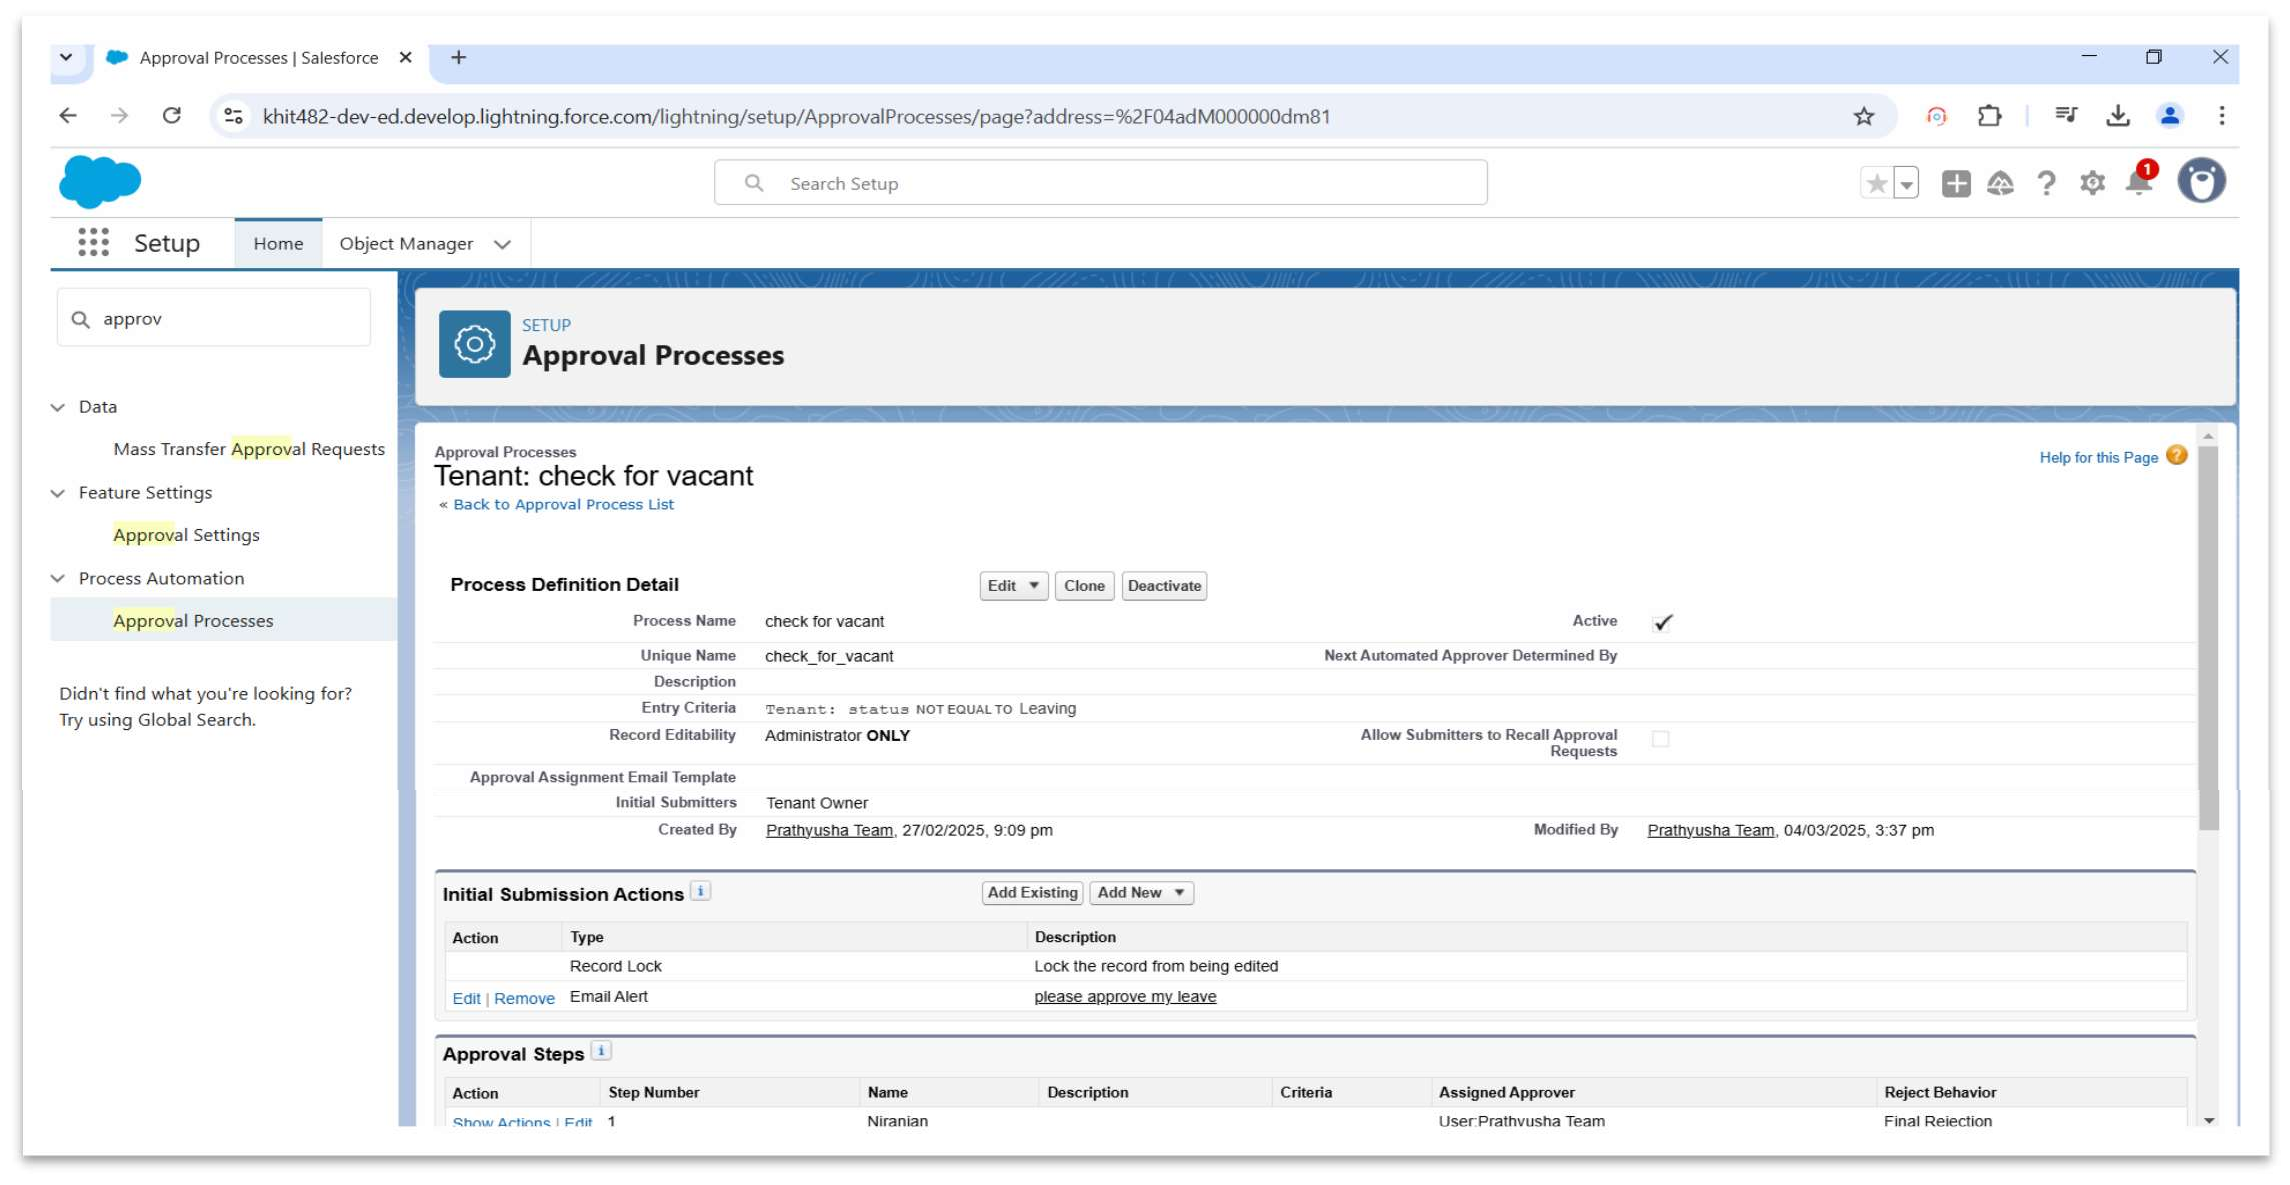 Approval Processes | Salesforce
khit482-dev-ed.develop.lightning.force.com/lightning/setup/ApprovalProcesses/page?address=%2F04adM000000dm81
Search Setup
1
Setup
Home
Object Manager
approv
Data
Mass Transfer Approval Requests
Feature Settings
Approval Settings
Process Automation
Approval Processes
Didn't find what you're looking for?
Try using Global Search.
SETUP
Approval Processes
Approval Processes
Tenant: check for vacant
« Back to Approval Process List
Help for this Page ?
Process Definition Detail Edit Clone Deactivate
Process Name check for vacant Active
Unique Name check_for_vacant Next Automated Approver Determined By
Description
Entry Criteria Tenant: status NOT EQUAL TO Leaving
Record Editability Administrator ONLY Allow Submitters to Recall Approval
Requests
Approval Assignment Email Template
Initial Submitters Tenant Owner
Created By Prathyusha Team, 27/02/2025, 9:09 pm Modified By Prathyusha Team, 04/03/2025, 3:37 pm
Initial Submission Actions i Add Existing Add New
Action Type Description
Record Lock Lock the record from being edited
Edit | Remove Email Alert please approve my leave
Approval Steps i
Action Step Number Name Description Criteria Assigned Approver Reject Behavior
Show Actions | Edit 1 Niranjan User:Prathyusha Team Final Rejection